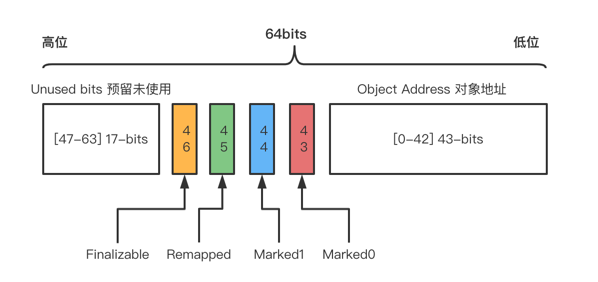 64bits
高位
低位
Unused bits 预留未使用
Object Address 对象地址
[47-63] 17-bits
46
45
44
43
[0-42] 43-bits
Finalizable
Remapped
Marked1
Marked0